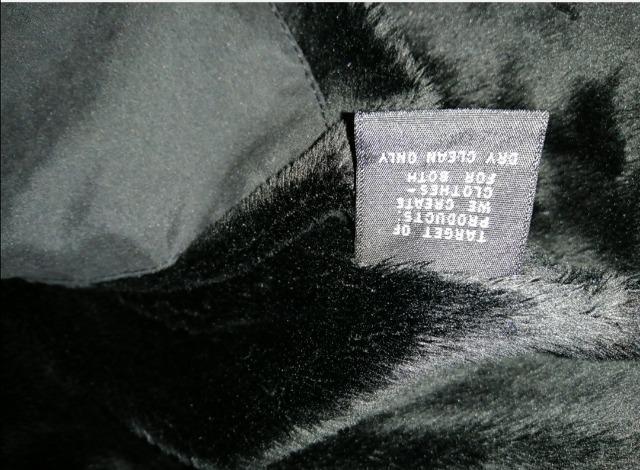 TARGET OF
PRODUCTS.
WE CREATE
CLOTHES-
FOR BOTH
DRY CLEAN ONLY